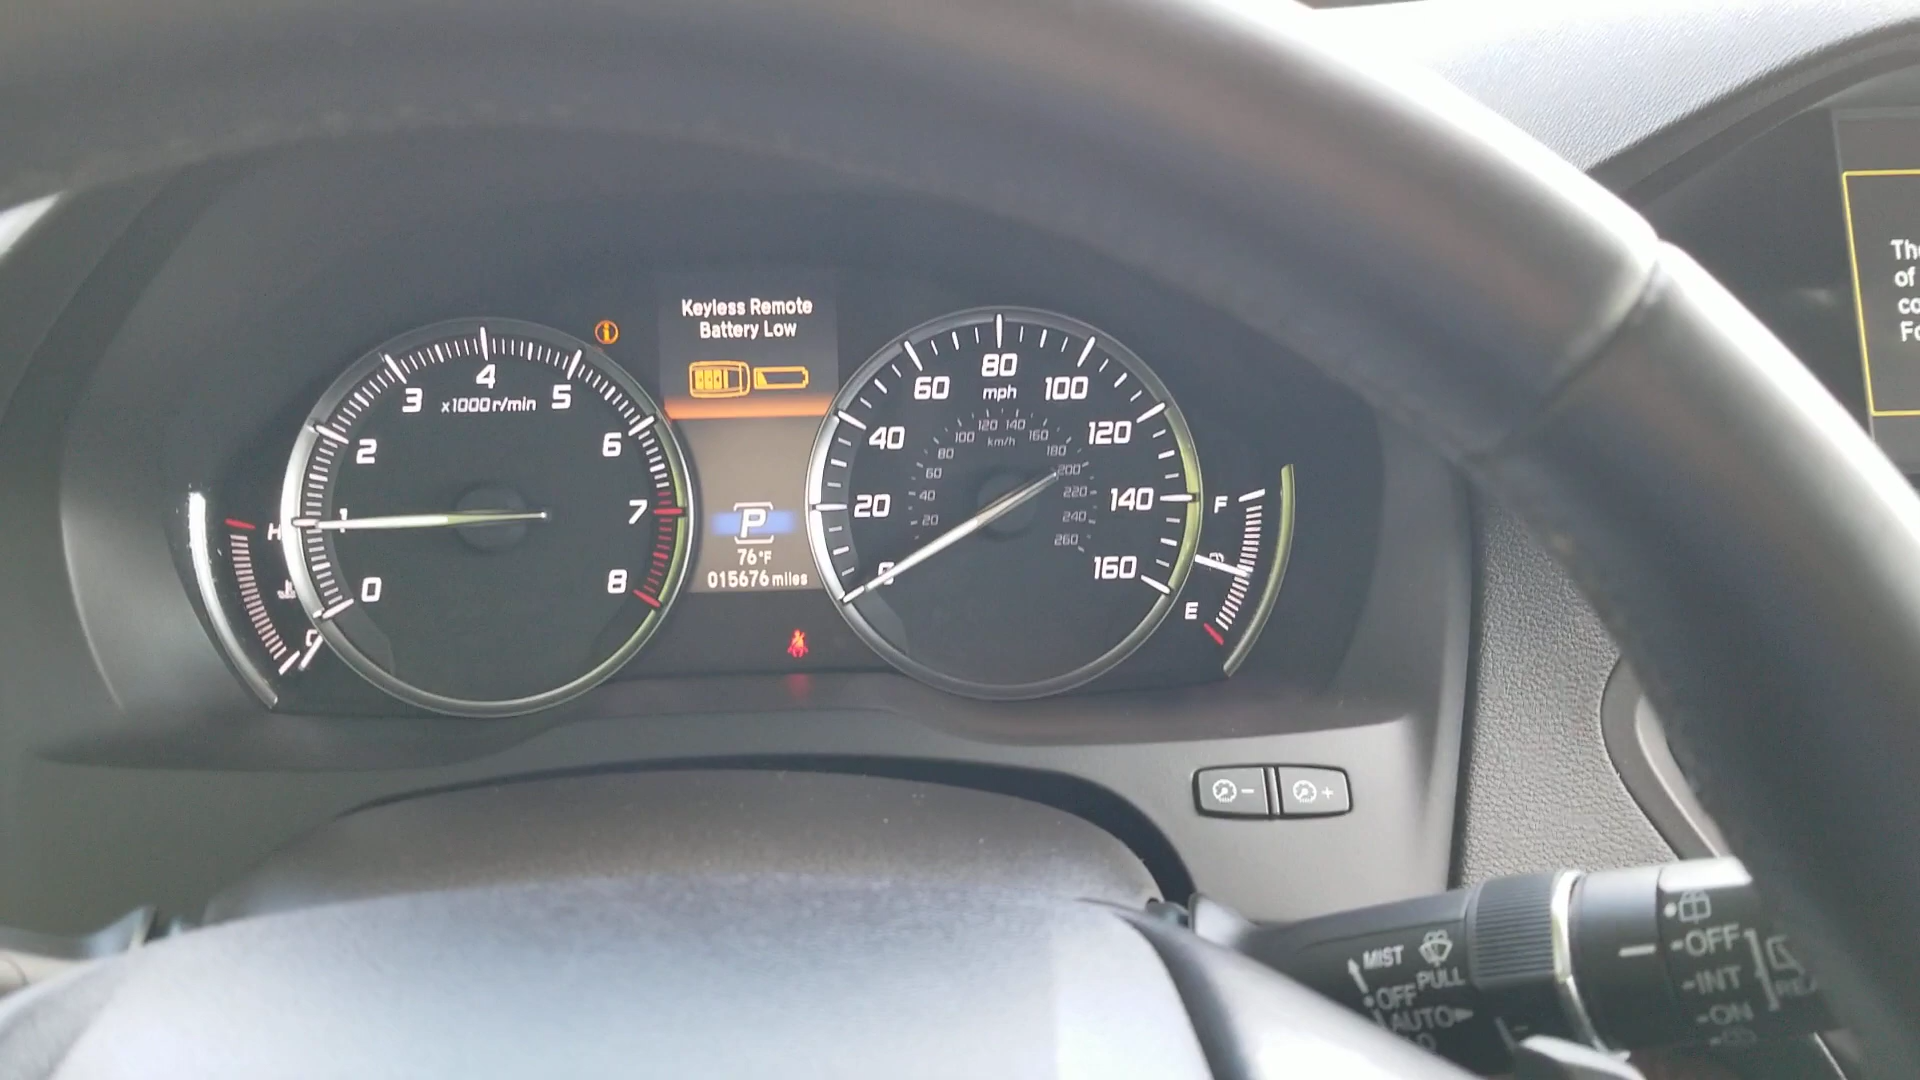 Keyless Remote
Battery Low
0
1
2
3
4
5
6
7
8
x1000 r/min
H
C
P
76°F
015676 miles
20
40
60
80
100
120
140
160
mph
20
40
60
80
100
120
140
160
180
200
220
240
260
km/h
F
E
-
+
MIST
PULL
OFF
AUTO
OFF
INT
ON
of